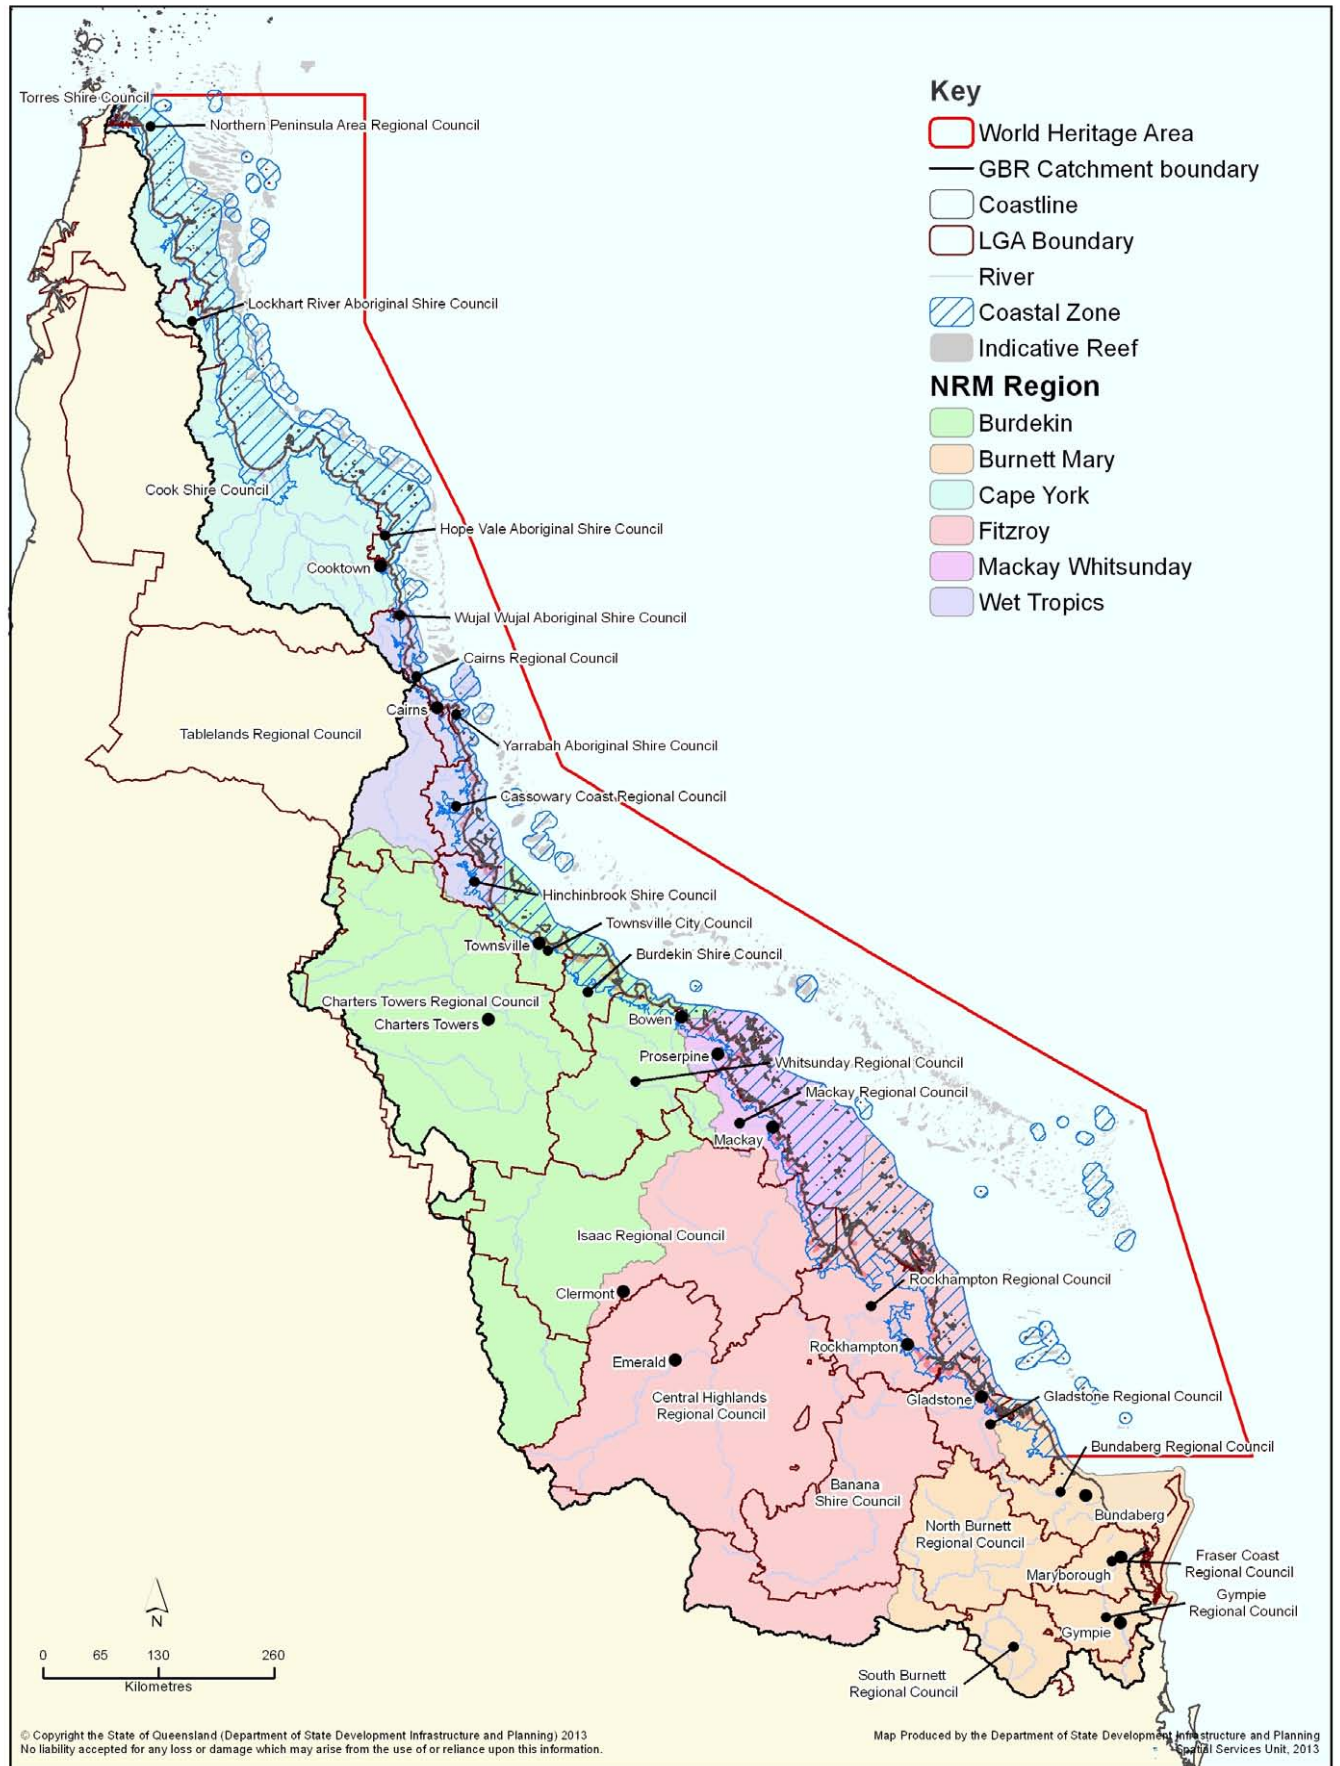 Torres Shire Council
Northern Peninsula Area Regional Council
Lockhart River Aboriginal Shire Council
Cook Shire Council
Hope Vale Aboriginal Shire Council
Cooktown
Wujal Wujal Aboriginal Shire Council
Cairns Regional Council
Cairns
Tablelands Regional Council
Yarrabah Aboriginal Shire Council
Cassowary Coast Regional Council
Hinchinbrook Shire Council
Townsville City Council
Townsville
Burdekin Shire Council
Charters Towers Regional Council
Charters Towers
Bowen
Proserpine
Whitsunday Regional Council
Mackay Regional Council
Mackay
Isaac Regional Council
Rockhampton Regional Council
Clermont
Rockhampton
Emerald
Central Highlands
Regional Council
Gladstone
Gladstone Regional Council
Bundaberg Regional Council
Banana
Shire Council
Bundaberg
North Burnett
Regional Council
Fraser Coast
Regional Council
Maryborough
Gympie
Regional Council
Gympie
South Burnett
Regional Council
Key
World Heritage Area
GBR Catchment boundary
Coastline
LGA Boundary
River
Coastal Zone
Indicative Reef
NRM Region
Burdekin
Burnett Mary
Cape York
Fitzroy
Mackay Whitsunday
Wet Tropics
N
0 65 130 260
Kilometres
© Copyright the State of Queensland (Department of State Development Infrastructure and Planning) 2013
No liability accepted for any loss or damage which may arise from the use of or reliance upon this information.
Map Produced by the Department of State Development Infrastructure and Planning
Spatial Services Unit, 2013